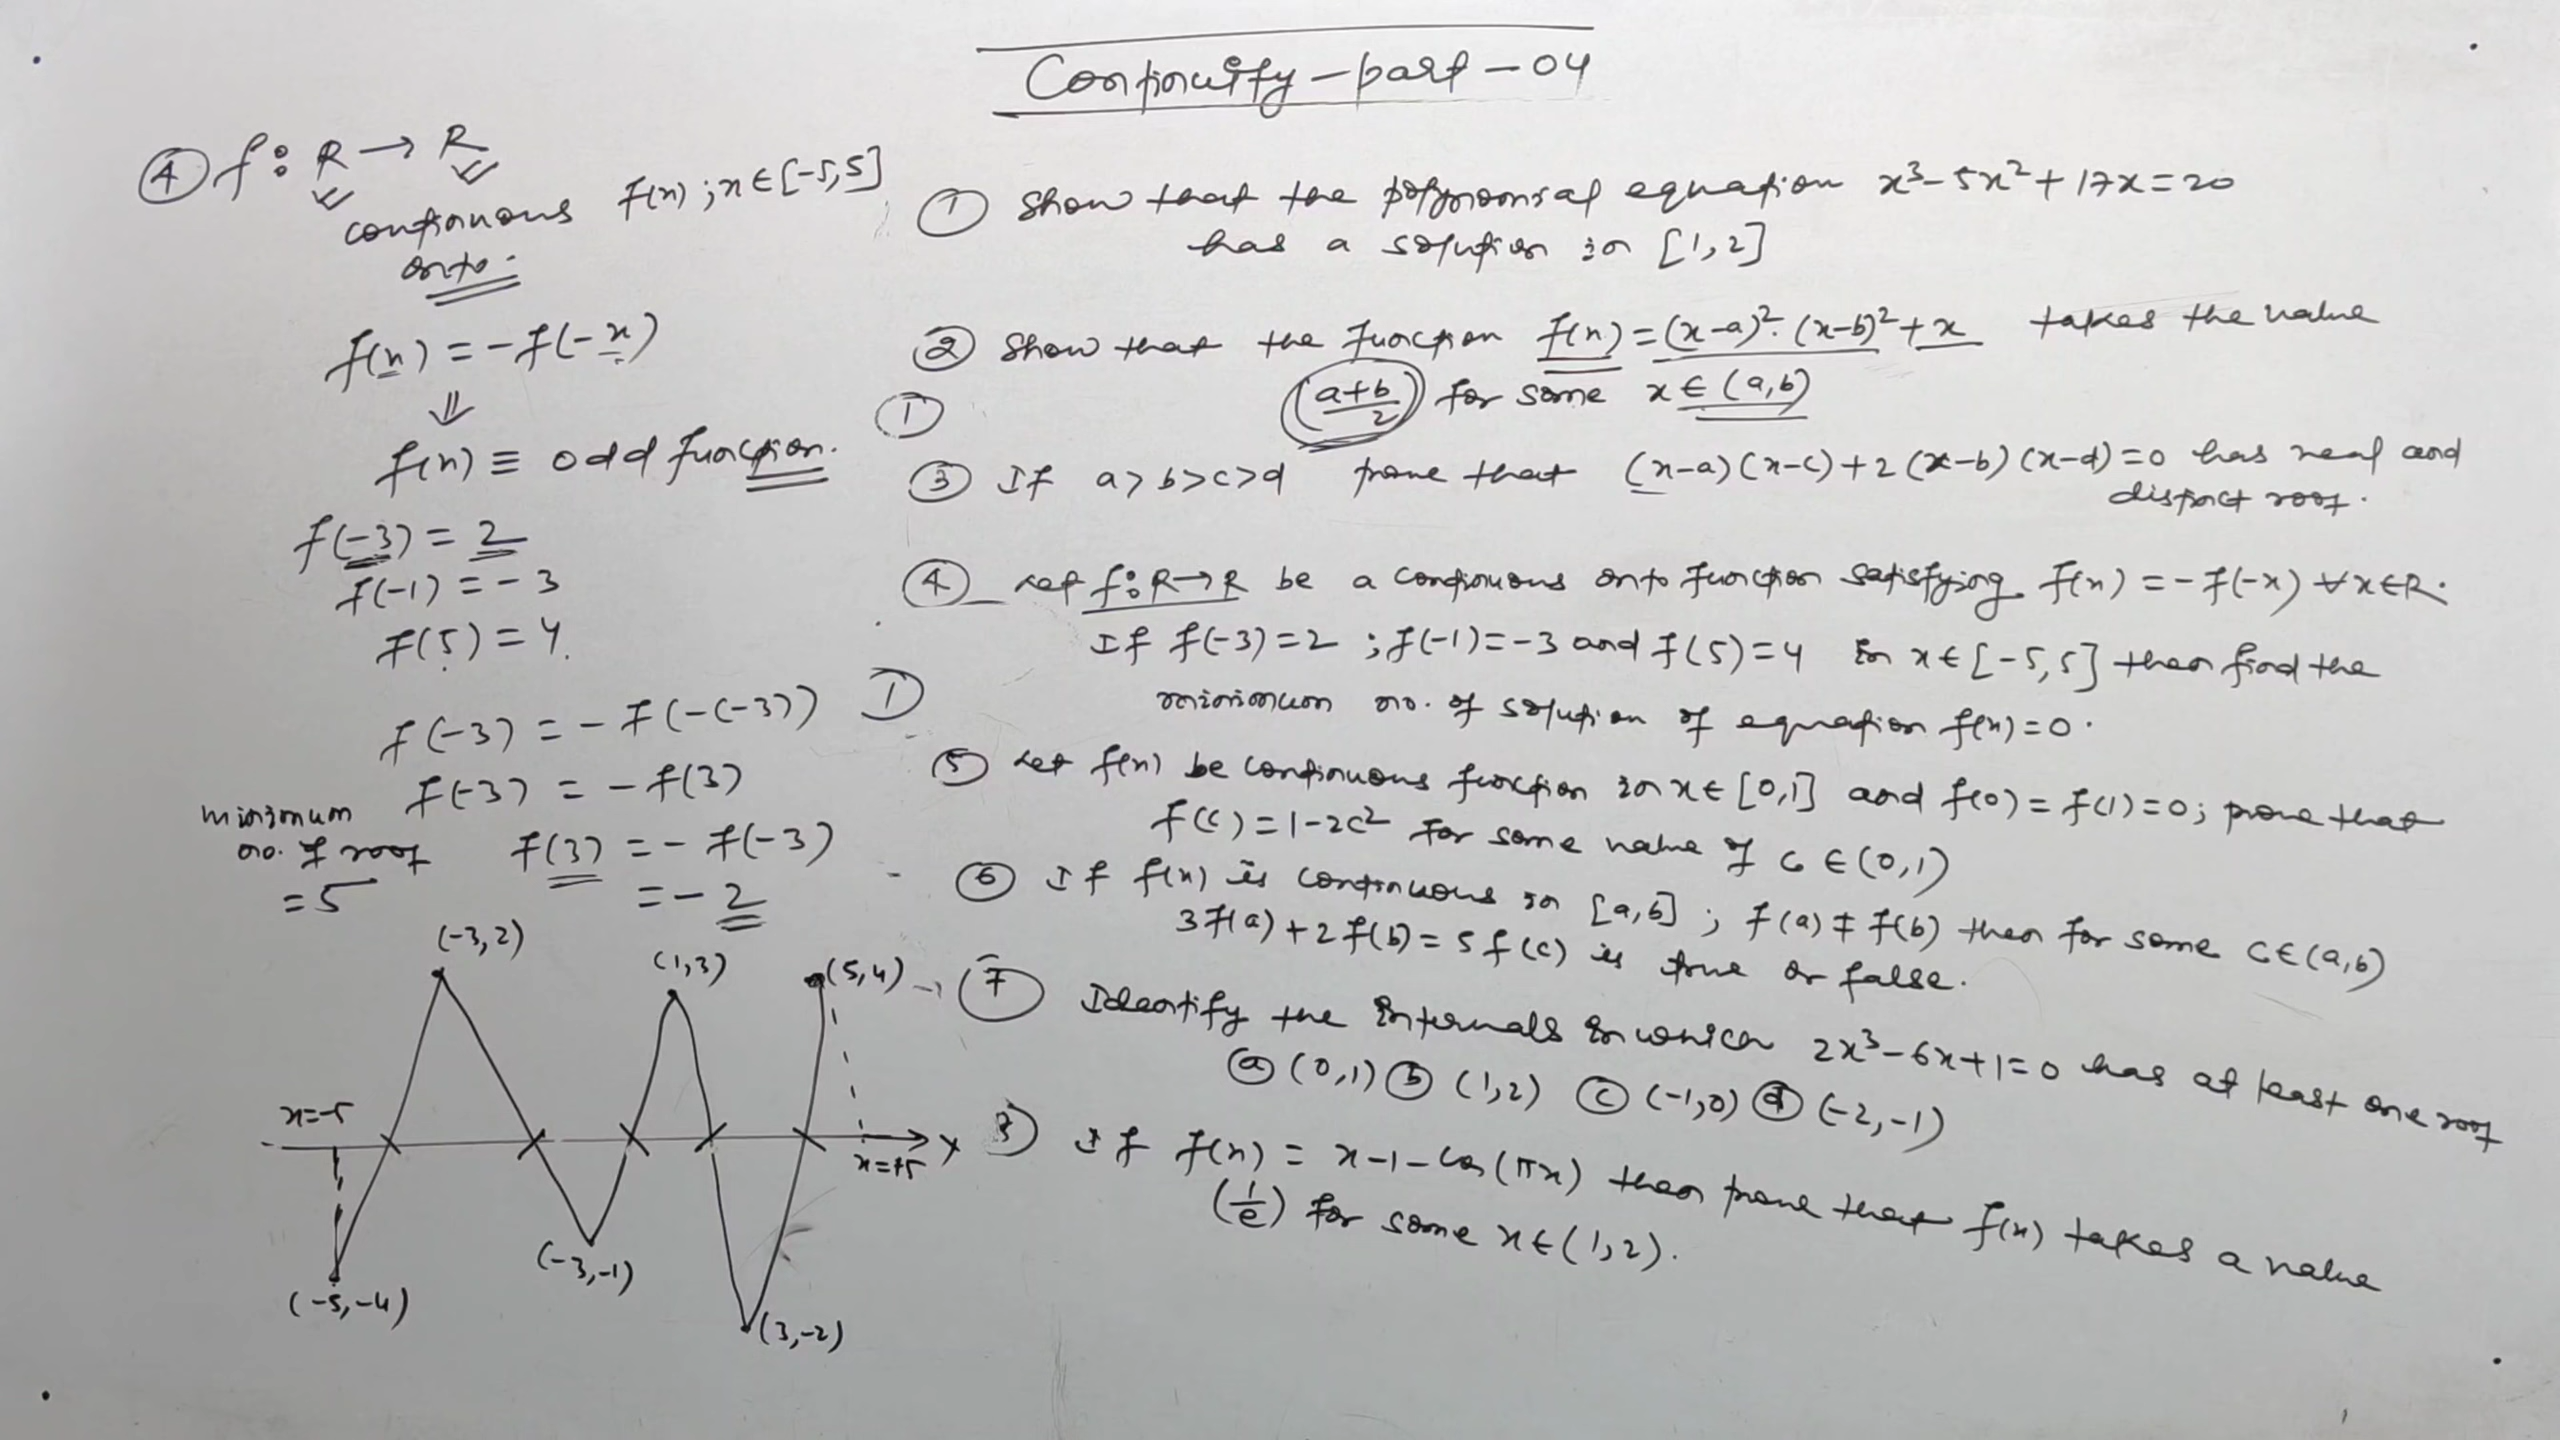 Continuity - part - 04
④ f : R → R
continuous f(x) ; x ∈ [-5,5]
onto.
f(x) = -f(-x)
⇓
f(x) ≡ odd function.
f(-3) = 2
f(-1) = -3
f(5) = 4.
f(-3) = -f(-(-3))
f(-3) = -f(3)
f(3) = -f(-3)
= -2
minimum
no. of root
= 5
(-3,2)
(1,3)
(5,4)
x=-5
x=+5
x
(-5,-4)
(-3,-1)
(3,-2)
① Show that the polynomial equation x³-5x²+17x=20
has a solution in [1,2]
② Show that the function f(x) = (x-a)².(x-b)²+x takes the value
(a+b/2) for some x ∈ (a,b)
①
③ If a>b>c>d prove that (x-a)(x-c)+2(x-b)(x-d)=0 has real and
distinct root.
④ Let f:R→R be a continuous onto function satisfying f(x) = -f(-x) ∀x∈R.
If f(-3)=2 ; f(-1)=-3 and f(5)=4 in x∈[-5,5] then find the
minimum no. of solution of equation f(x)=0.
①
⑤ Let f(x) be continuous function in x∈[0,1] and f(0)=f(1)=0; prove that
f(c)=1-2c² for some value of c ∈(0,1)
⑥ If f(x) is continuous in [a,b] ; f(a)≠f(b) then for some c∈(a,b)
3f(a)+2f(b)=5f(c) is true or false.
⑦ Identify the intervals in which 2x³-6x+1=0 has at least one root
ⓐ (0,1) ⓑ (1,2) ⓒ (-1,0) ⓓ (-2,-1)
⑧ If f(x) = x-1-cos(πx) then prove that f(x) takes a value
(1/e) for some x∈(1,2).